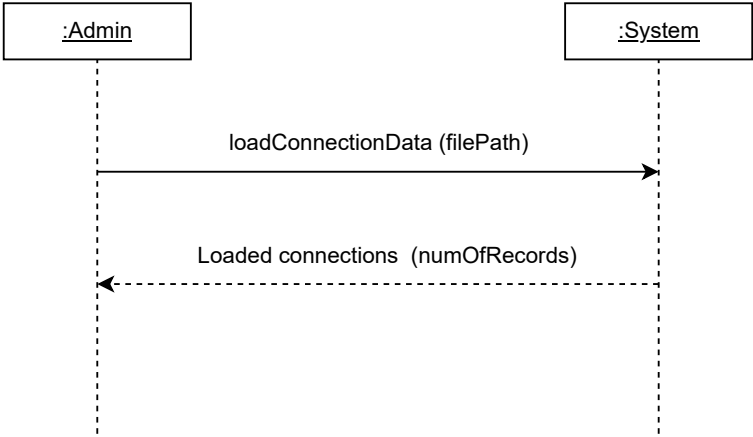 :Admin
:System
loadConnectionData (filePath)
Loaded connections  (numOfRecords)